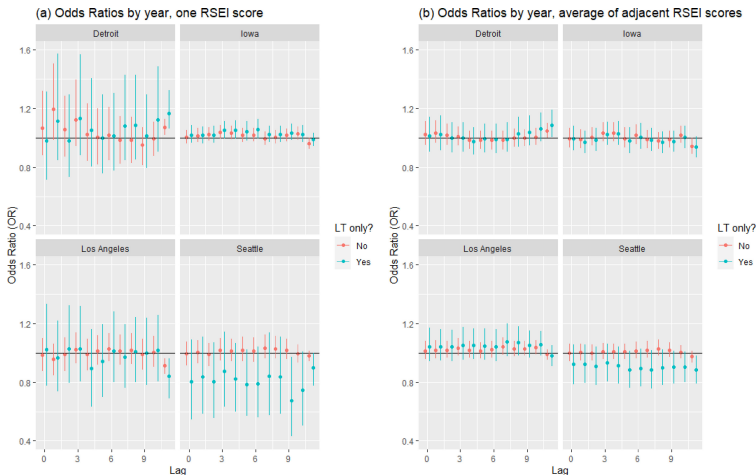 (a) Odds Ratios by year, one RSEI score
Detroit
Iowa
1.6
1.2
0.8
0.4
Los Angeles
Seattle
1.6
1.2
0.8
0.4
0 3 6 9
0 3 6 9
Odds Ratio (OR)
Lag
LT only?
No
Yes
(b) Odds Ratios by year, average of adjacent RSEI scores
Detroit
Iowa
1.6
1.2
0.8
0.4
Los Angeles
Seattle
1.6
1.2
0.8
0.4
0 3 6 9
0 3 6 9
Odds Ratio (OR)
Lag
LT only?
No
Yes